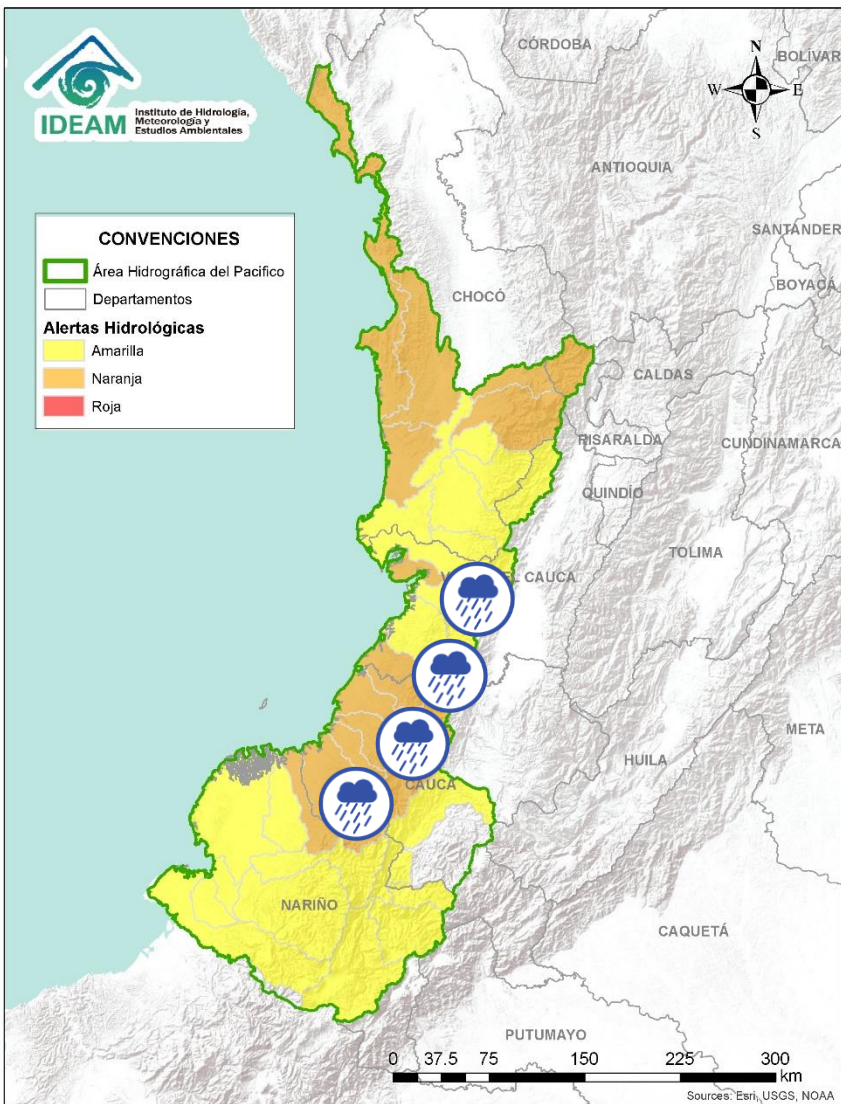 IDEAM
Instituto de Hidrología,
Meteorología y
Estudios Ambientales
CONVENCIONES
Área Hidrográfica del Pacifico
Departamentos
Alertas Hidrológicas
Amarilla
Naranja
Roja
N
W
E
S
CÓRDOBA
BOLÍVAR
ANTIOQUIA
SANTANDER
BOYACÁ
CHOCÓ
CALDAS
RISARALDA
CUNDINAMARCA
QUINDÍO
TOLIMA
EL CAUCA
META
HUILA
CAUCA
NARIÑO
CAQUETÁ
PUTUMAYO
0 37.5 75 150 225 300
km
Sources: Esri, USGS, NOAA